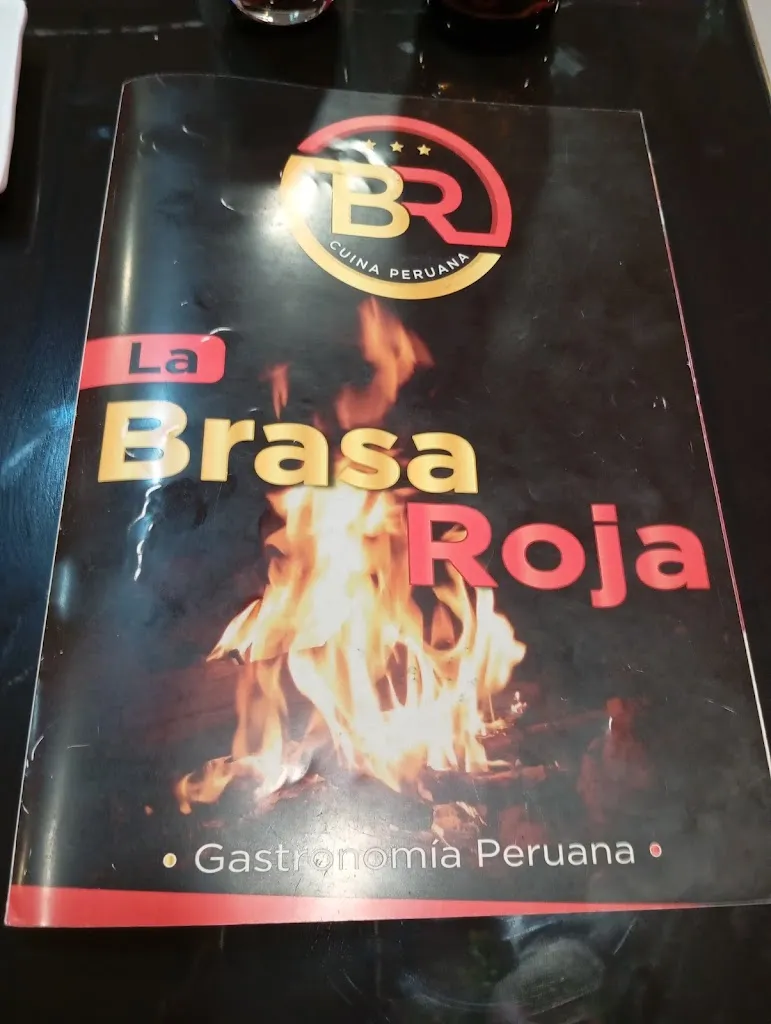 BR
CUINA PERUANA
La
Brasa
Roja
• Gastronomía Peruana •